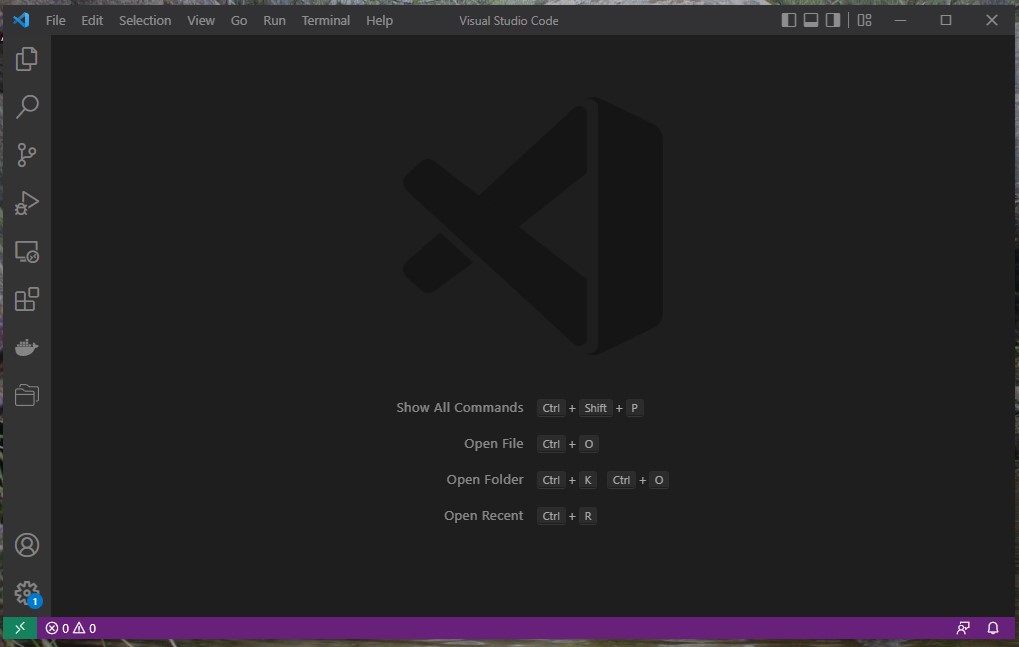 File Edit Selection View Go Run Terminal Help Visual Studio Code
Show All Commands Ctrl + Shift + P
Open File Ctrl + O
Open Folder Ctrl + K Ctrl + O
Open Recent Ctrl + R
1
0 0